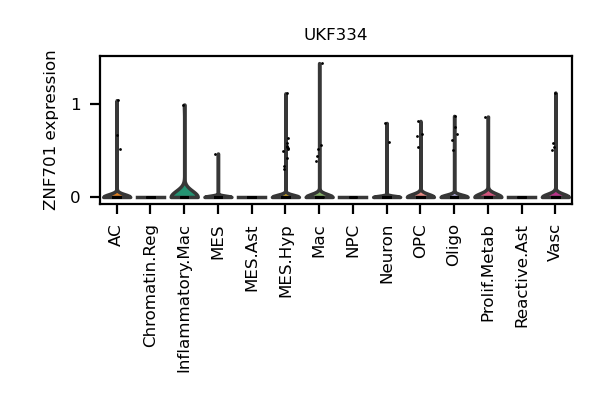 UKF334
ZNF701 expression
1
0
AC
Chromatin.Reg
Inflammatory.Mac
MES
MES.Ast
MES.Hyp
Mac
NPC
Neuron
OPC
Oligo
Prolif.Metab
Reactive.Ast
Vasc